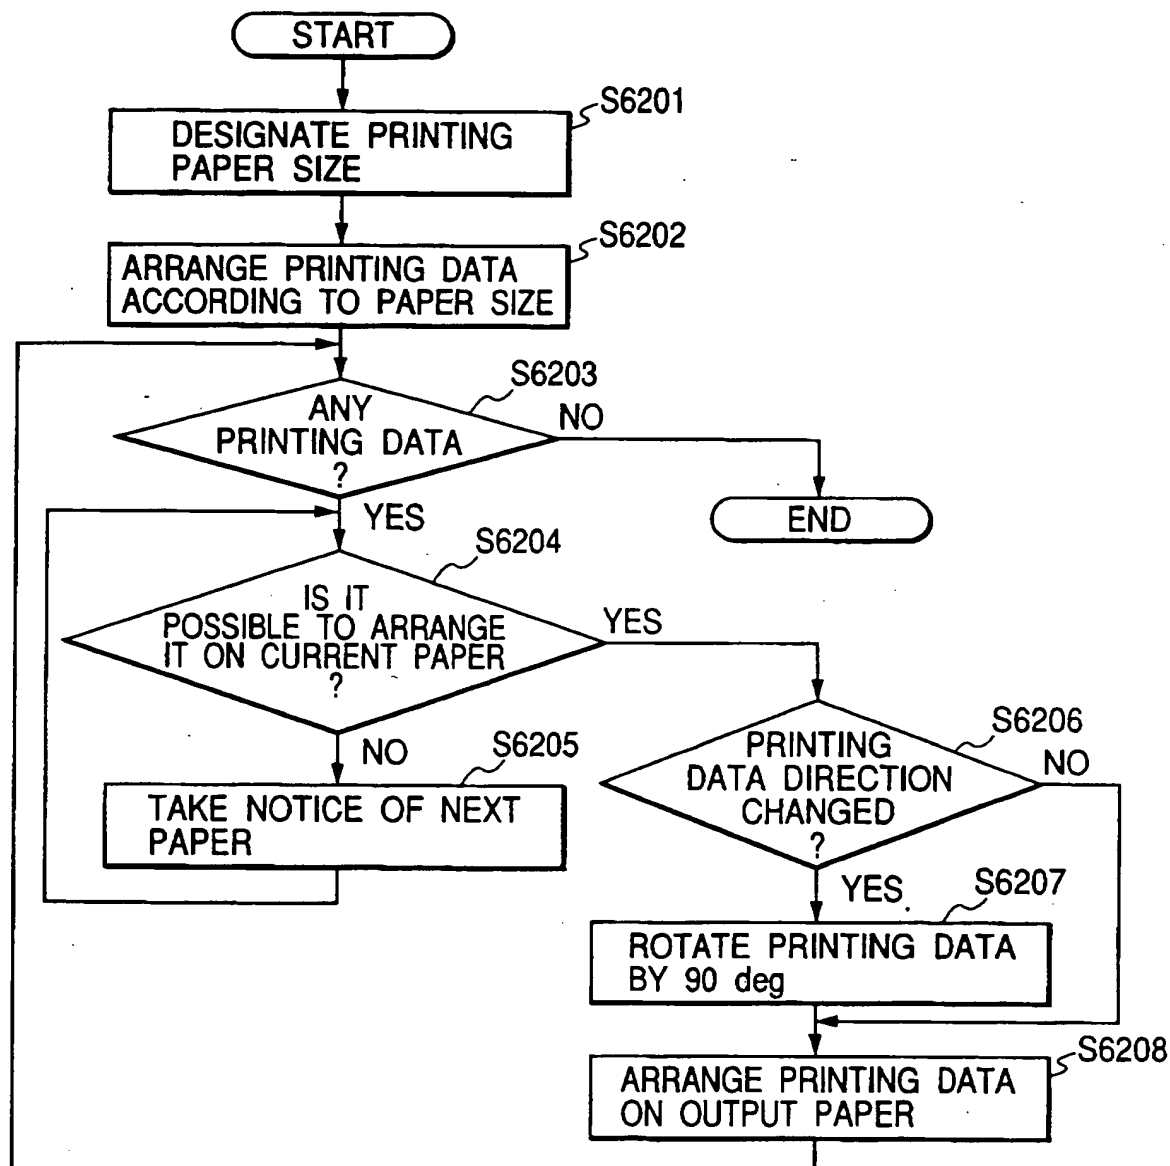 START
S6201
DESIGNATE PRINTING
PAPER SIZE
S6202
ARRANGE PRINTING DATA
ACCORDING TO PAPER SIZE
S6203
ANY
PRINTING DATA
?
NO
YES
END
S6204
IS IT
POSSIBLE TO ARRANGE
IT ON CURRENT PAPER
?
YES
NO
S6205
TAKE NOTICE OF NEXT
PAPER
S6206
PRINTING
DATA DIRECTION
CHANGED
?
NO
YES
S6207
ROTATE PRINTING DATA
BY 90 deg
S6208
ARRANGE PRINTING DATA
ON OUTPUT PAPER